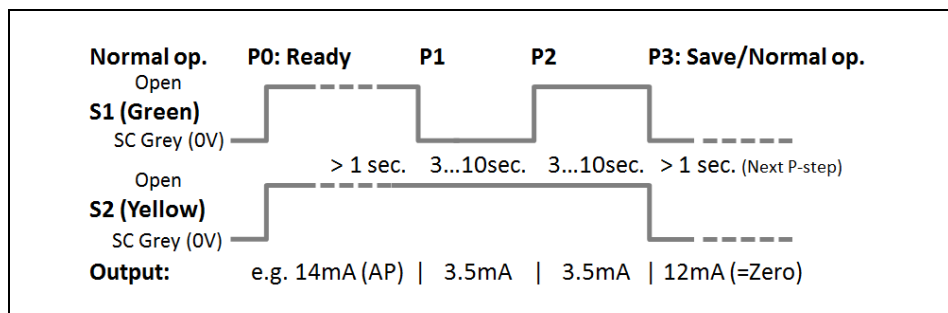 Normal op. P0: Ready P1 P2 P3: Save/Normal op.
Open
S1 (Green)
SC Grey (0V)
> 1 sec. 3...10sec. 3...10sec. > 1 sec. (Next P-step)
Open
S2 (Yellow)
SC Grey (0V)
Output: e.g. 14mA (AP) | 3.5mA | 3.5mA | 12mA (=Zero)